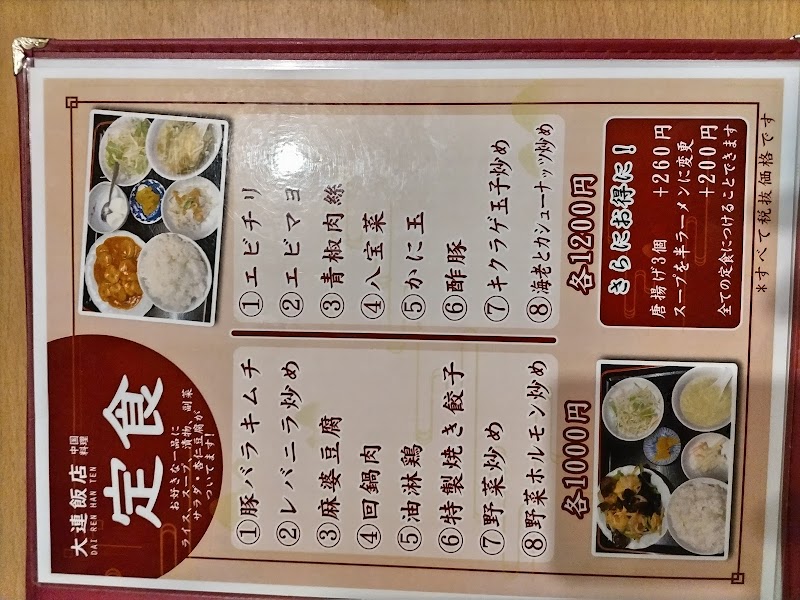 大連飯店 中国料理
DAI REN HAN TEN
定食
お好きな一品に
ライス、スープ、漬物、副菜
サラダ・杏仁豆腐が
ついてます!
①豚バラキムチ
②レバニラ炒め
③麻婆豆腐
④回鍋肉
⑤油淋鶏
⑥特製焼き餃子
⑦野菜炒め
⑧野菜ホルモン炒め
各1000円
①エビチリ
②エビマヨ
③青椒肉絲
④八宝菜
⑤かに玉
⑥酢豚
⑦キクラゲ玉子炒め
⑧海老とカシューナッツ炒め
各1200円
さらにお得に!
唐揚げ3個 +260円
スープを半ラーメンに変更
+200円
全ての定食につけることできます
*すべて税抜価格です